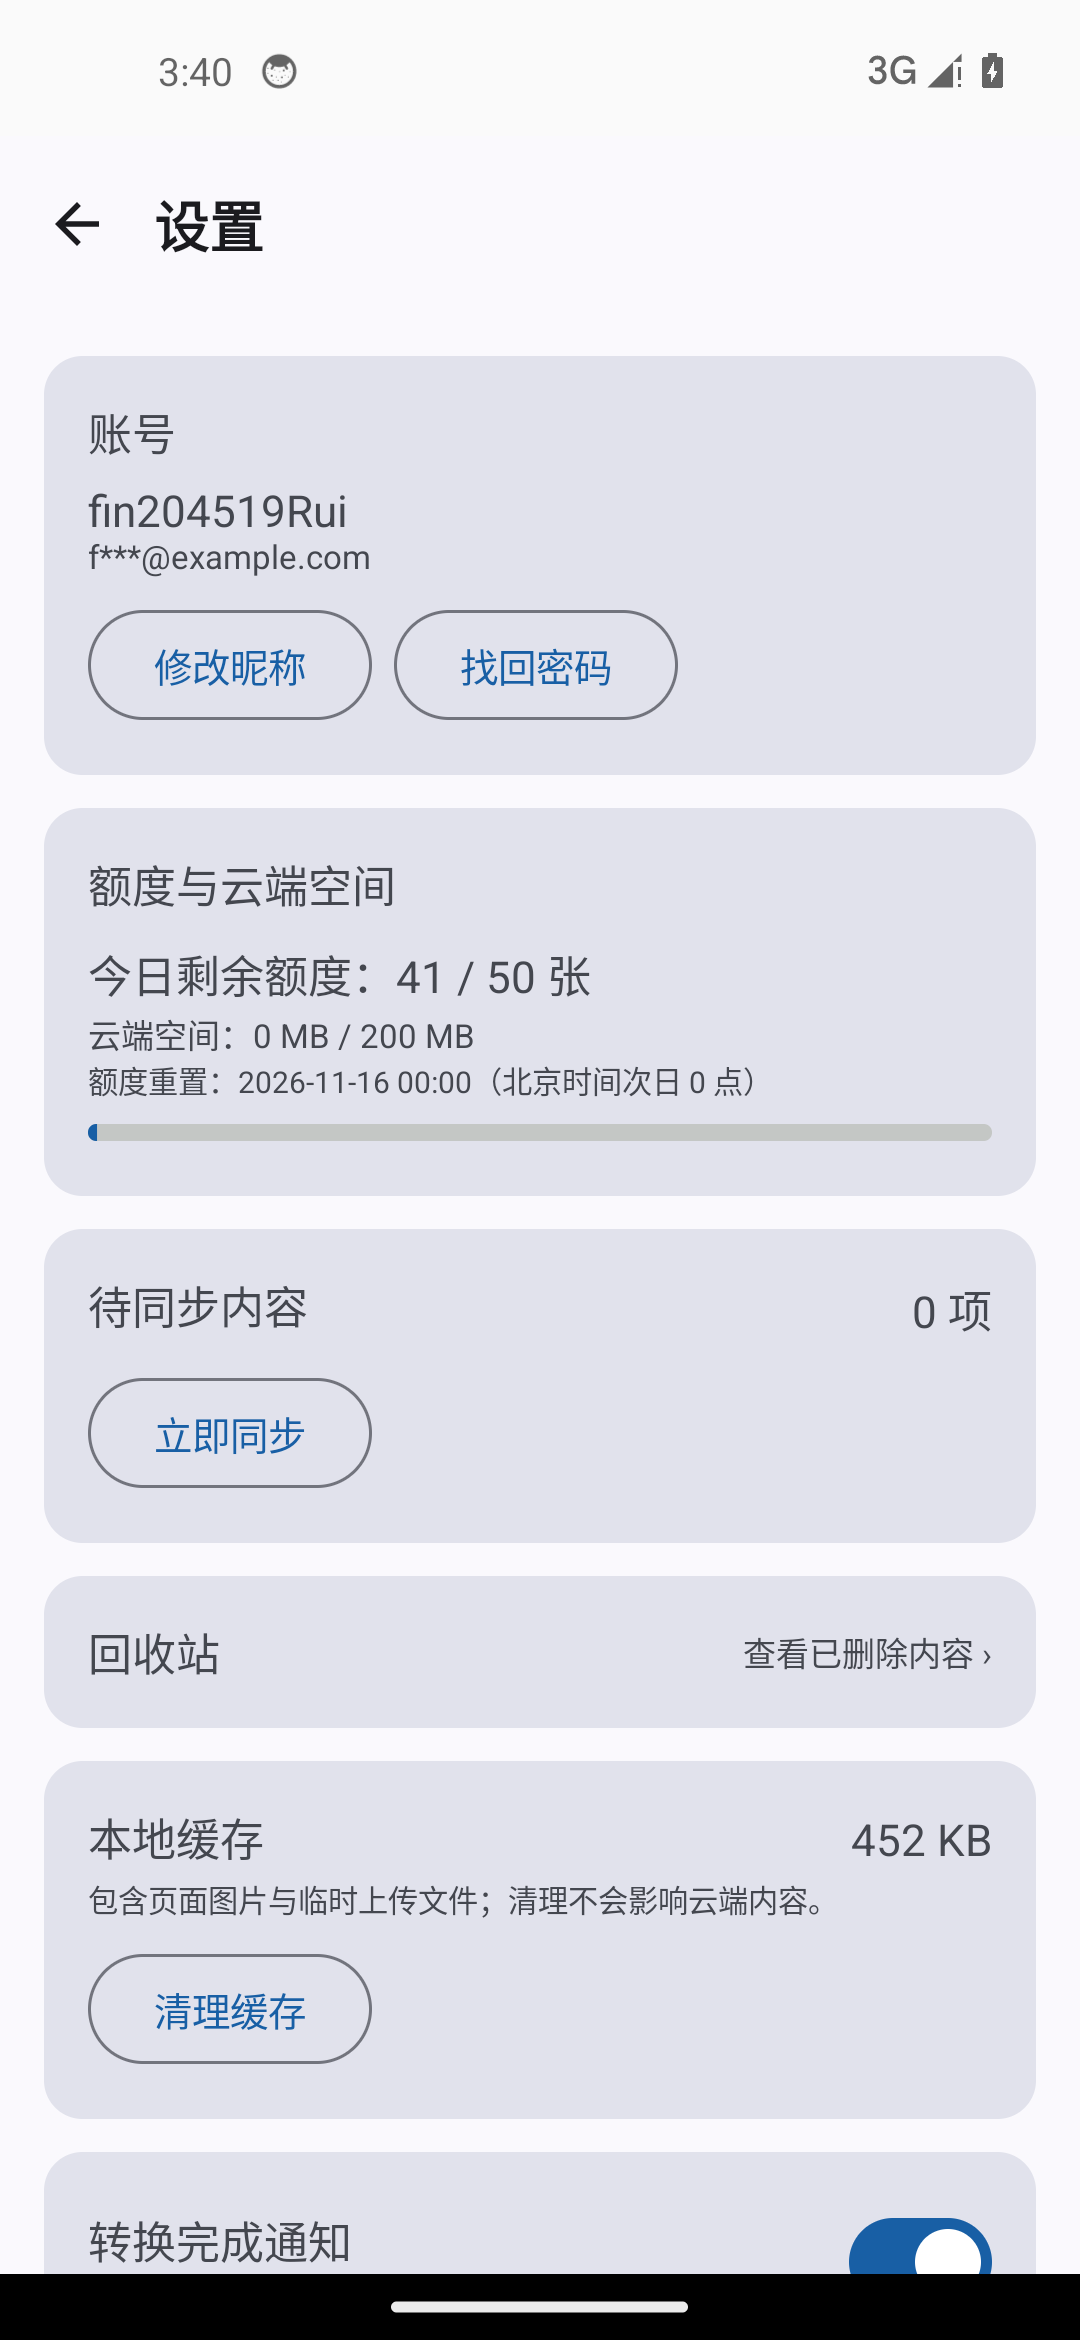 3:40
3G
设置
账号
fin204519Rui
f***@example.com
修改昵称
找回密码
额度与云端空间
今日剩余额度：41 / 50 张
云端空间：0 MB / 200 MB
额度重置：2026-11-16 00:00（北京时间次日 0 点）
待同步内容
0 项
立即同步
回收站
查看已删除内容 ›
本地缓存
452 KB
包含页面图片与临时上传文件；清理不会影响云端内容。
清理缓存
转换完成通知